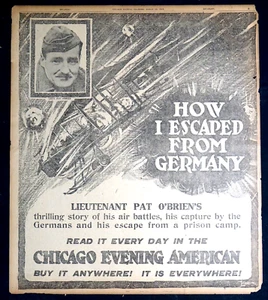 HOW
I ESCAPED
FROM
GERMANY
LIEUTENANT PAT O'BRIEN'S
thrilling story of his air battles, his capture by the
Germans and his escape from a prison camp.
READ IT EVERY DAY IN THE
CHICAGO EVENING AMERICAN
BUY IT ANYWHERE! IT IS EVERYWHERE!